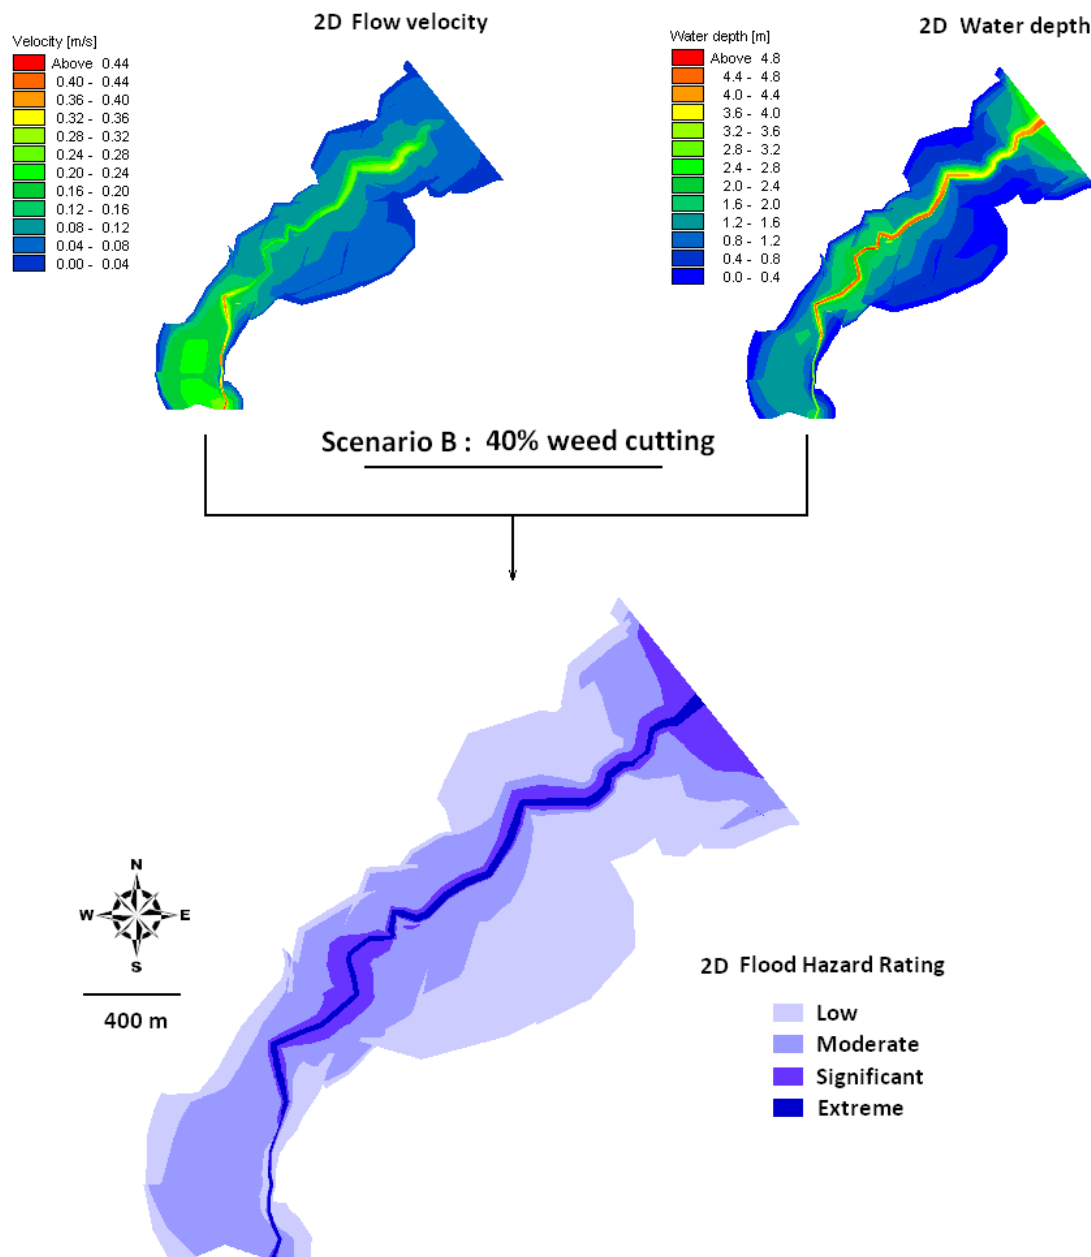 2D Flow velocity
Velocity [m/s]
Above 0.44
0.40 - 0.44
0.36 - 0.40
0.32 - 0.36
0.28 - 0.32
0.24 - 0.28
0.20 - 0.24
0.16 - 0.20
0.12 - 0.16
0.08 - 0.12
0.04 - 0.08
0.00 - 0.04
2D Water depth
Water depth [m]
Above 4.8
4.4 - 4.8
4.0 - 4.4
3.6 - 4.0
3.2 - 3.6
2.8 - 3.2
2.4 - 2.8
2.0 - 2.4
1.6 - 2.0
1.2 - 1.6
0.8 - 1.2
0.4 - 0.8
0.0 - 0.4
Scenario B : 40% weed cutting
N
W E
S
400 m
2D Flood Hazard Rating
Low
Moderate
Significant
Extreme